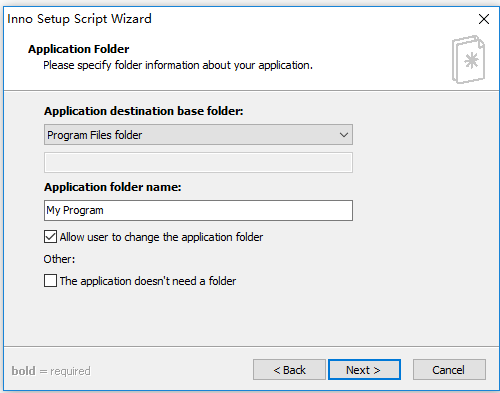 Inno Setup Script Wizard
Application Folder
Please specify folder information about your application.
Application destination base folder:
Program Files folder
Application folder name:
My Program
Allow user to change the application folder
Other:
The application doesn't need a folder
bold = required
< Back
Next >
Cancel